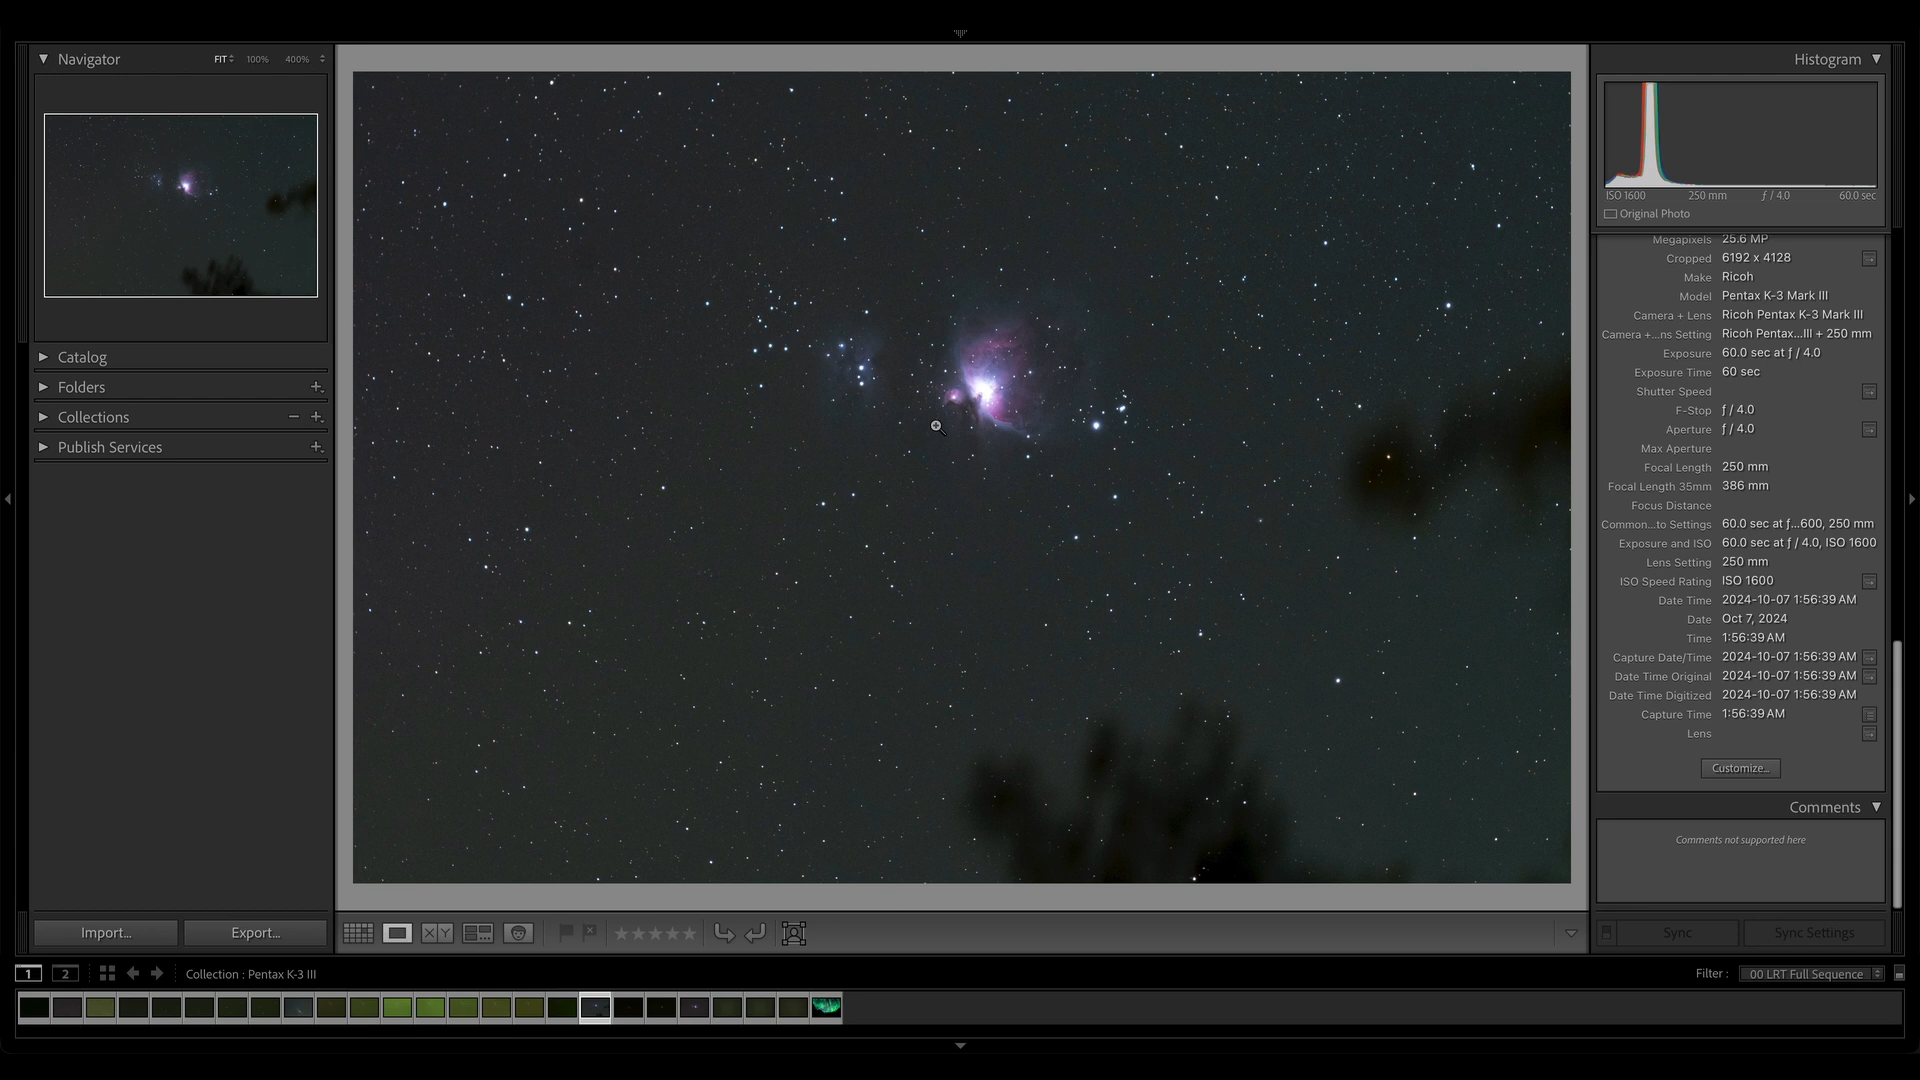 Navigator
FIT 100% 400%
Catalog
Folders
Collections
Publish Services
Import... Export...
Histogram
ISO 1600 250 mm ƒ / 4.0 60.0 sec
Original Photo
Megapixels 25.6 MP
Cropped 6192 x 4128
Make Ricoh
Model Pentax K-3 Mark III
Camera + Lens Ricoh Pentax K-3 Mark III
Camera +...ns Setting Ricoh Pentax...III + 250 mm
Exposure 60.0 sec at ƒ / 4.0
Exposure Time 60 sec
Shutter Speed
F-Stop ƒ / 4.0
Aperture ƒ / 4.0
Max Aperture
Focal Length 250 mm
Focal Length 35mm 386 mm
Focus Distance
Common...to Settings 60.0 sec at ƒ...600, 250 mm
Exposure and ISO 60.0 sec at ƒ / 4.0, ISO 1600
Lens Setting 250 mm
ISO Speed Rating ISO 1600
Date Time 2024-10-07 1:56:39 AM
Date Oct 7, 2024
Time 1:56:39 AM
Capture Date/Time 2024-10-07 1:56:39 AM
Date Time Original 2024-10-07 1:56:39 AM
Date Time Digitized 2024-10-07 1:56:39 AM
Capture Time 1:56:39 AM
Lens
Customize...
Comments
Comments not supported here
Sync Sync Settings
X Y
1 2 Collection : Pentax K-3 III
Filter : 00 LRT Full Sequence